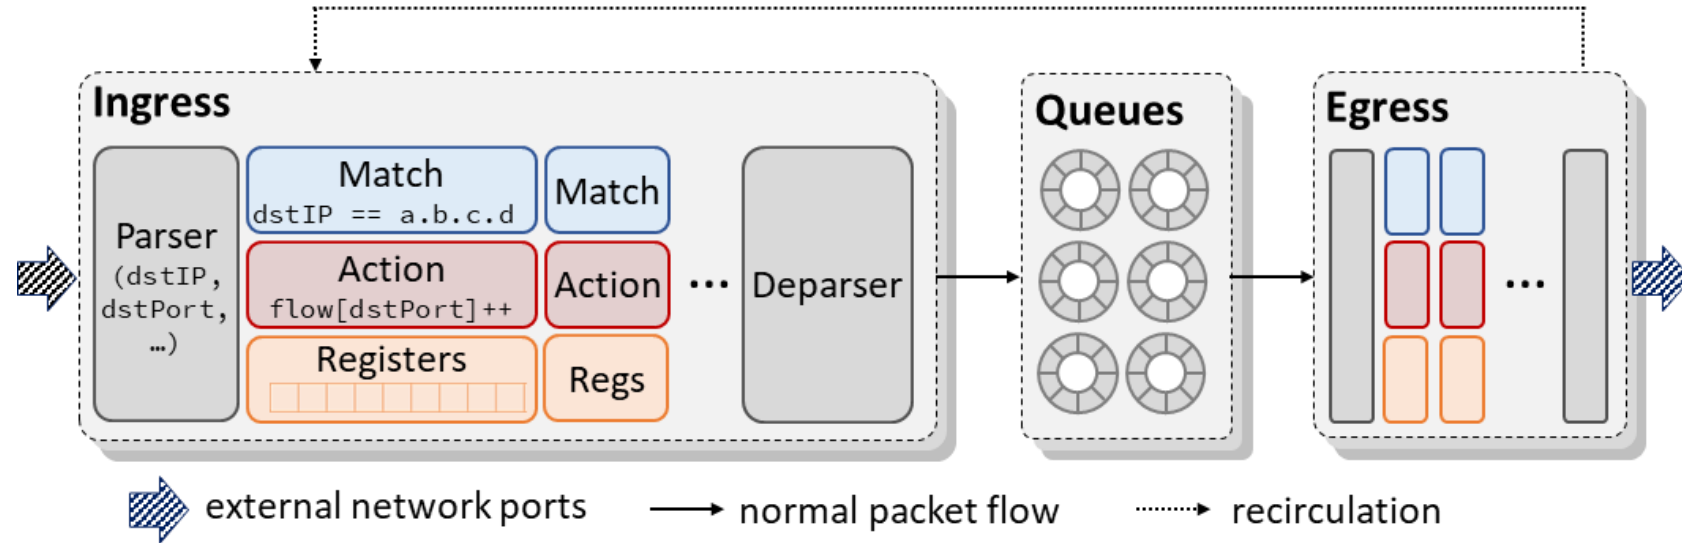 Ingress
Parser
(dstIP,
dstPort,
…)
Match
dstIP == a.b.c.d
Action
flow[dstPort]++
Registers
Match
Action
Regs
...
Deparser
Queues
Egress
...
external network ports
normal packet flow
recirculation